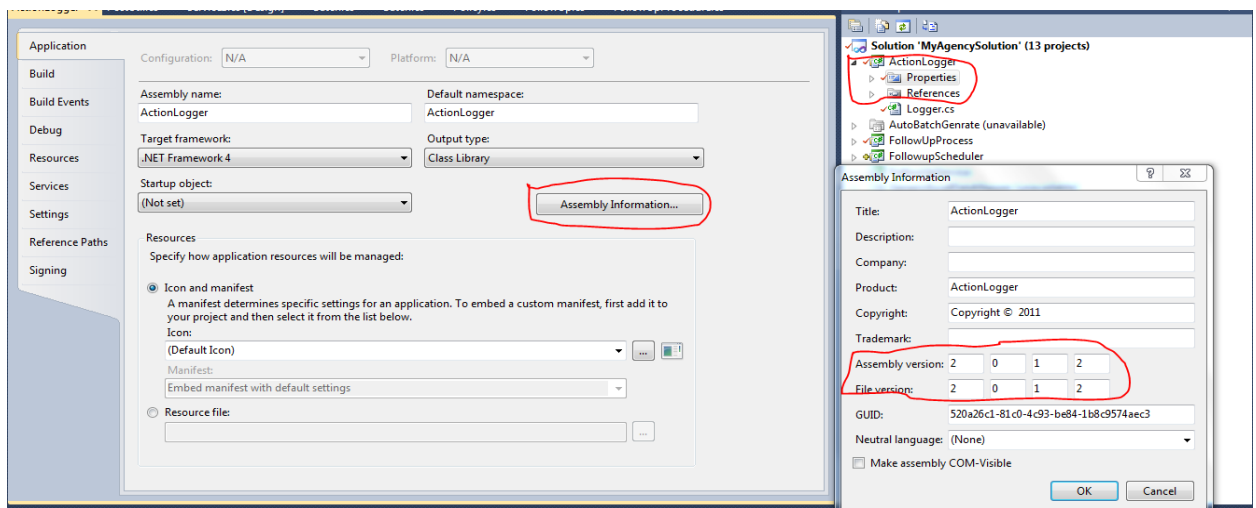 ActionLogger
Application
Build
Build Events
Debug
Resources
Services
Settings
Reference Paths
Signing
Configuration: N/A Platform: N/A
Assembly name: Default namespace:
ActionLogger ActionLogger
Target framework: Output type:
.NET Framework 4 Class Library
Startup object:
(Not set) Assembly Information...
Resources
Specify how application resources will be managed:
Icon and manifest
A manifest determines specific settings for an application. To embed a custom manifest, first add it to
your project and then select it from the list below.
Icon:
(Default Icon) ...
Manifest:
Embed manifest with default settings
Resource file:
...
Solution 'MyAgencySolution' (13 projects)
ActionLogger
Properties
References
Logger.cs
AutoBatchGenrate (unavailable)
FollowUpProcess
FollowupScheduler
Assembly Information
Title: ActionLogger
Description:
Company:
Product: ActionLogger
Copyright: Copyright © 2011
Trademark:
Assembly version: 2 0 1 2
File version: 2 0 1 2
GUID: 520a26c1-81c0-4c93-be84-1b8c9574aec3
Neutral language: (None)
Make assembly COM-Visible
OK Cancel